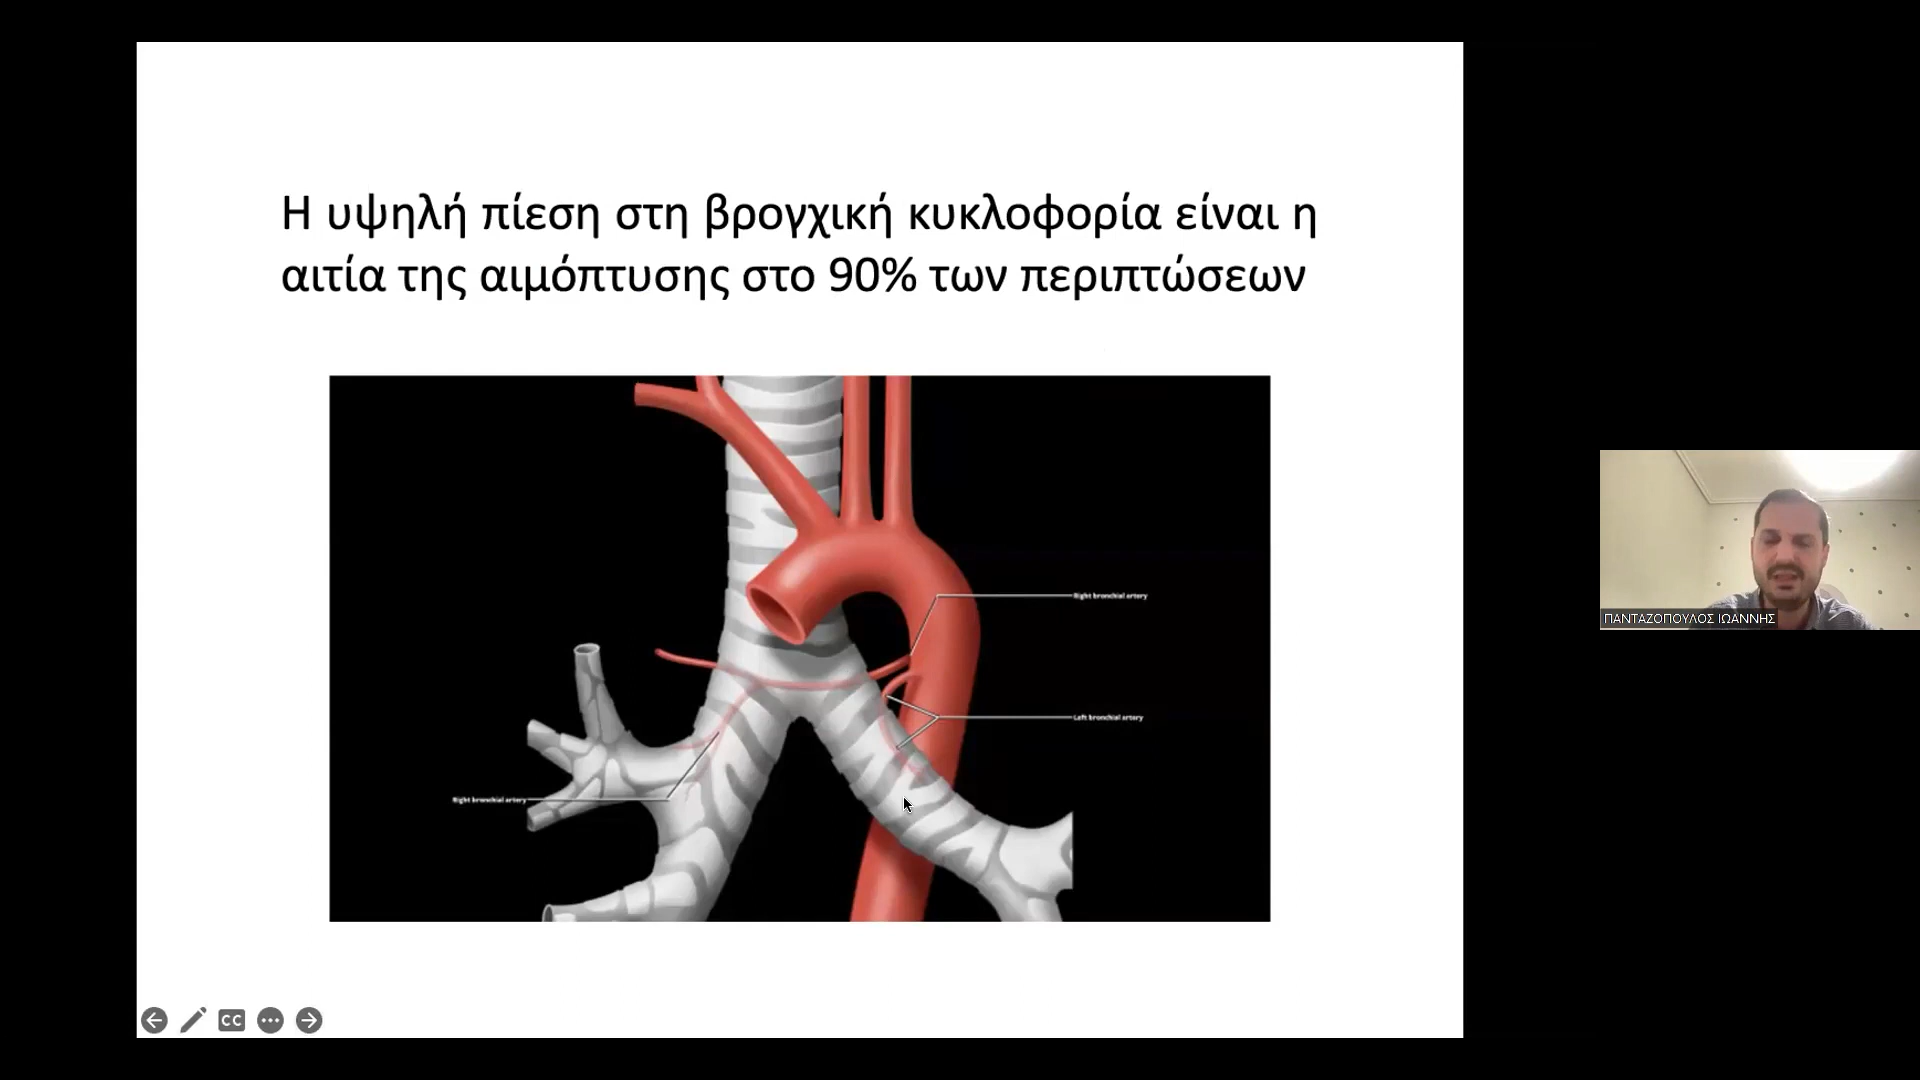 Η υψηλή πίεση στη βρογχική κυκλοφορία είναι η
αιτία της αιμόπτυσης στο 90% των περιπτώσεων
Right bronchial artery
Left bronchial artery
Right bronchial artery
ΠΑΝΤΑΖΟΠΟΥΛΟΣ ΙΩΑΝΝΗΣ
CC